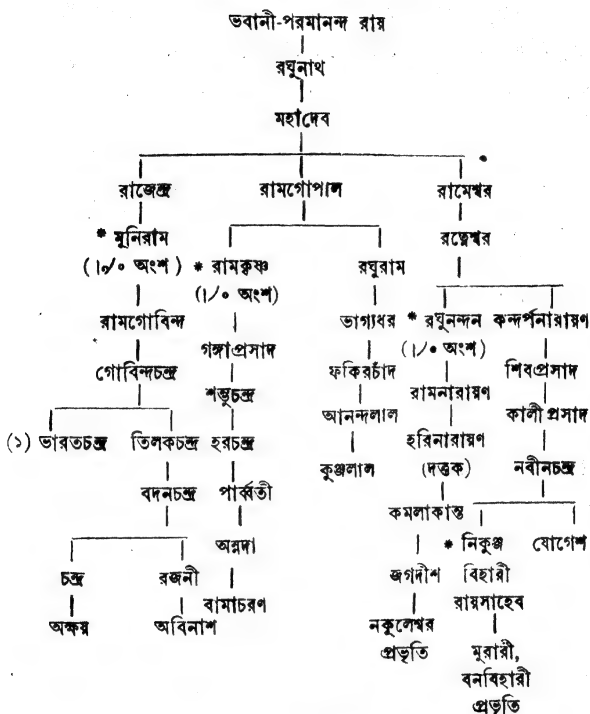 ভবানী-পরমানন্দ রায়
রঘুনাথ
মহাদেব
রাজেন্দ্র রামগোপাল রামেশ্বর
* মুনিরাম রত্নেশ্বর
(।৵০ অংশ) * রামকৃষ্ণ রঘুরাম
(।৴০ অংশ)
রামগোবিন্দ ভাগ্যধর * রঘুনন্দন কন্দর্পনারায়ণ
গঙ্গাপ্রসাদ (।৴০ অংশ)
গোবিন্দচন্দ্র ফকিরচাঁদ শিবপ্রসাদ
শম্ভুচন্দ্র রামনারায়ণ
আনন্দলাল কালীপ্রসাদ
(১) ভারতচন্দ্র তিলকচন্দ্র হরচন্দ্র হরিনারায়ণ
কুঞ্জলাল (দত্তক) নবীনচন্দ্র
বদনচন্দ্র পার্ব্বতী
কমলাকান্ত
অন্নদা * নিকুঞ্জ যোগেশ
চন্দ্র রজনী জগদীশ বিহারী
বামাচরণ রায়সাহেব
অক্ষয় অবিনাশ নকুলেশ্বর
প্রভৃতি মুরারী,
বনবিহারী
প্রভৃতি